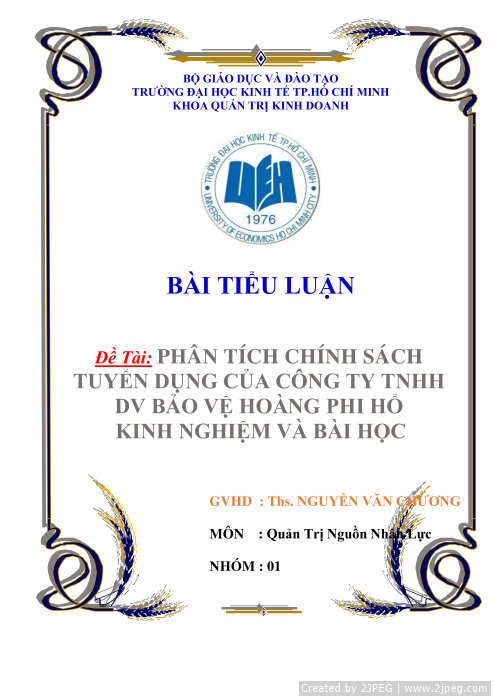 BỘ GIÁO DỤC VÀ ĐÀO TẠO
TRƯỜNG ĐẠI HỌC KINH TẾ TP.HỒ CHÍ MINH
KHOA QUẢN TRỊ KINH DOANH
TRƯỜNG ĐẠI HỌC KINH TẾ TP.HỒ CHÍ MINH
UEH
1976
UNIVERSITY OF ECONOMICS HO CHI MINH CITY
BÀI TIỂU LUẬN
Đề Tài: PHÂN TÍCH CHÍNH SÁCH
TUYỂN DỤNG CỦA CÔNG TY TNHH
DV BẢO VỆ HOÀNG PHI HỔ
KINH NGHIỆM VÀ BÀI HỌC
GVHD : Ths. NGUYỄN VĂN CHƯƠNG
MÔN : Quản Trị Nguồn Nhân Lực
NHÓM : 01
Created by 2JPEG | www.2jpeg.com